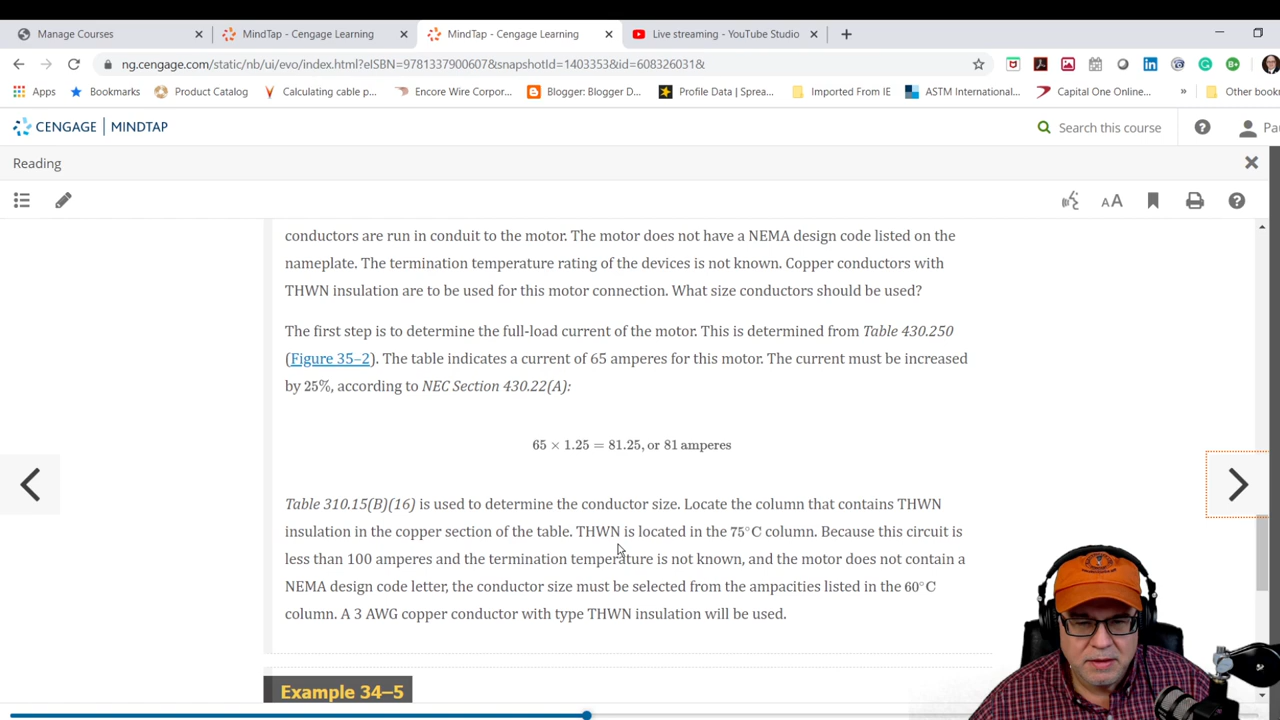 Manage Courses
MindTap - Cengage Learning
MindTap - Cengage Learning
Live streaming - YouTube Studio
ng.cengage.com/static/nb/ui/evo/index.html?eISBN=9781337900607&snapshotId=1403353&id=608326031&
Apps
Bookmarks
Product Catalog
Calculating cable p...
Encore Wire Corpor...
Blogger: Blogger D...
Profile Data (Sprea...
Imported From IE
ASTM International...
Capital One Online...
»
Other book
CENGAGE | MINDTAP
Search this course
Pau
Reading
AA
conductors are run in conduit to the motor. The motor does not have a NEMA design code listed on the
nameplate. The termination temperature rating of the devices is not known. Copper conductors with
THWN insulation are to be used for this motor connection. What size conductors should be used?
The first step is to determine the full-load current of the motor. This is determined from Table 430.250
(Figure 35–2). The table indicates a current of 65 amperes for this motor. The current must be increased
by 25%, according to NEC Section 430.22(A):
65 × 1.25 = 81.25, or 81 amperes
Table 310.15(B)(16) is used to determine the conductor size. Locate the column that contains THWN
insulation in the copper section of the table. THWN is located in the 75°C column. Because this circuit is
less than 100 amperes and the termination temperature is not known, and the motor does not contain a
NEMA design code letter, the conductor size must be selected from the ampacities listed in the 60°C
column. A 3 AWG copper conductor with type THWN insulation will be used.
Example 34–5